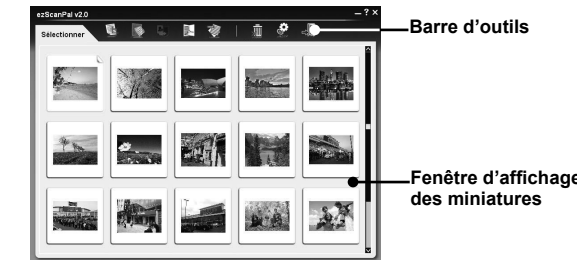 ezScanPal v2.0
Sélectionner
Barre d’outils
Fenêtre d’affichage
des miniatures